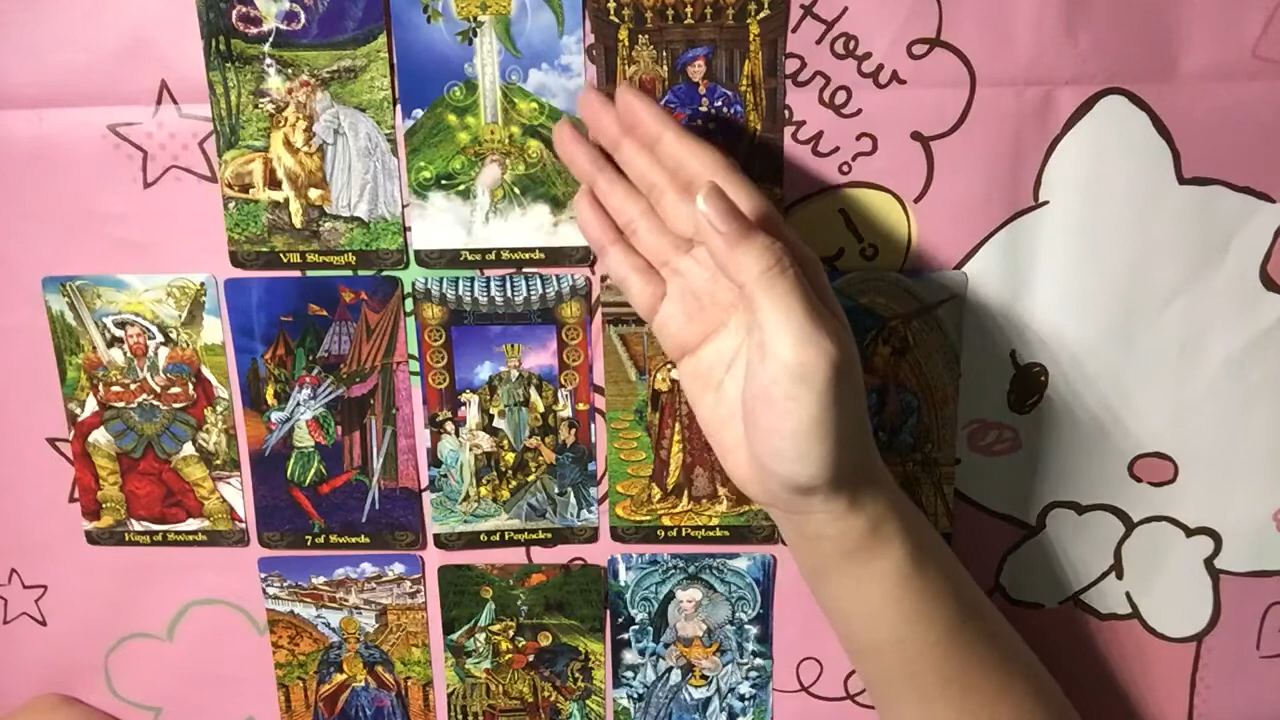 How
are
you?
VIII. Strength
Ace of Swords
King of Swords
7 of Swords
6 of Pentacles
9 of Pentacles